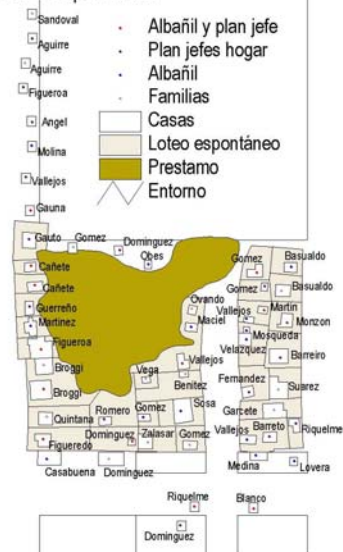 Sandoval
Aguirre
Aguirre
Figueroa
Angel
Molina
Vallejos
Gauna
Albañil y plan jefe
Plan jefes hogar
Albañil
Familias
Casas
Loteo espontáneo
Prestamo
Entorno
Gauto
Gomez
Dominguez
Obes
Gomez
Basualdo
Cañete
Cañete
Gomez
Basualdo
Guerreño
Ovando
Martin
Martinez
Maciel
Vallejos
Monzon
Mosqueda
Figueroa
Velazquez
Barreiro
Broggi
Vallejos
Vega
Benitez
Fernandez
Suarez
Broggi
Romero
Gomez
Sosa
Garcete
Quintana
Dominguez
Zalasar
Gomez
Vallejos
Barreto
Riquelme
Figueredo
Casabuena
Dominguez
Medina
Lovera
Riquelme
Blanco
Dominguez